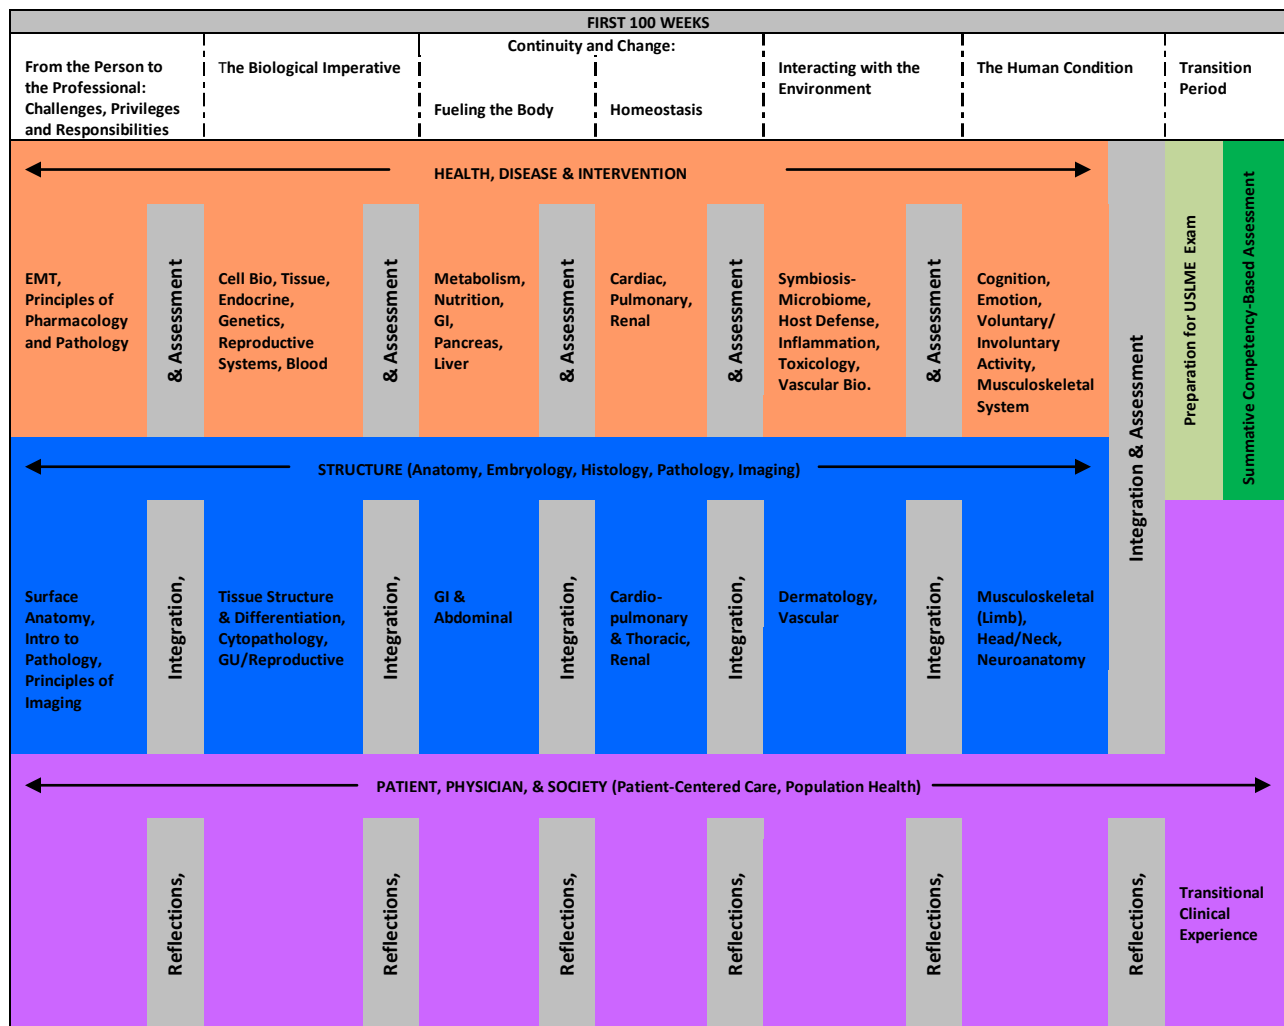 FIRST 100 WEEKS
Continuity and Change:
From the Person to
the Professional:
Challenges, Privileges
and Responsibilities
The Biological Imperative
Fueling the Body
Homeostasis
Interacting with the
Environment
The Human Condition
Transition
Period
HEALTH, DISEASE & INTERVENTION
EMT,
Principles of
Pharmacology
and Pathology
& Assessment
Cell Bio, Tissue,
Endocrine,
Genetics,
Reproductive
Systems, Blood
& Assessment
Metabolism,
Nutrition,
GI,
Pancreas,
Liver
& Assessment
Cardiac,
Pulmonary,
Renal
& Assessment
Symbiosis-
Microbiome,
Host Defense,
Inflammation,
Toxicology,
Vascular Bio.
& Assessment
Cognition,
Emotion,
Voluntary/
Involuntary
Activity,
Musculoskeletal
System
Integration & Assessment
Preparation for USLME Exam
Summative Competency-Based Assessment
STRUCTURE (Anatomy, Embryology, Histology, Pathology, Imaging)
Surface
Anatomy,
Intro to
Pathology,
Principles of
Imaging
Integration,
Tissue Structure
& Differentiation,
Cytopathology,
GU/Reproductive
Integration,
GI &
Abdominal
Integration,
Cardio-
pulmonary
& Thoracic,
Renal
Integration,
Dermatology,
Vascular
Integration,
Musculoskeletal
(Limb),
Head/Neck,
Neuroanatomy
PATIENT, PHYSICIAN, & SOCIETY (Patient-Centered Care, Population Health)
Reflections,
Reflections,
Reflections,
Reflections,
Reflections,
Reflections,
Transitional
Clinical
Experience